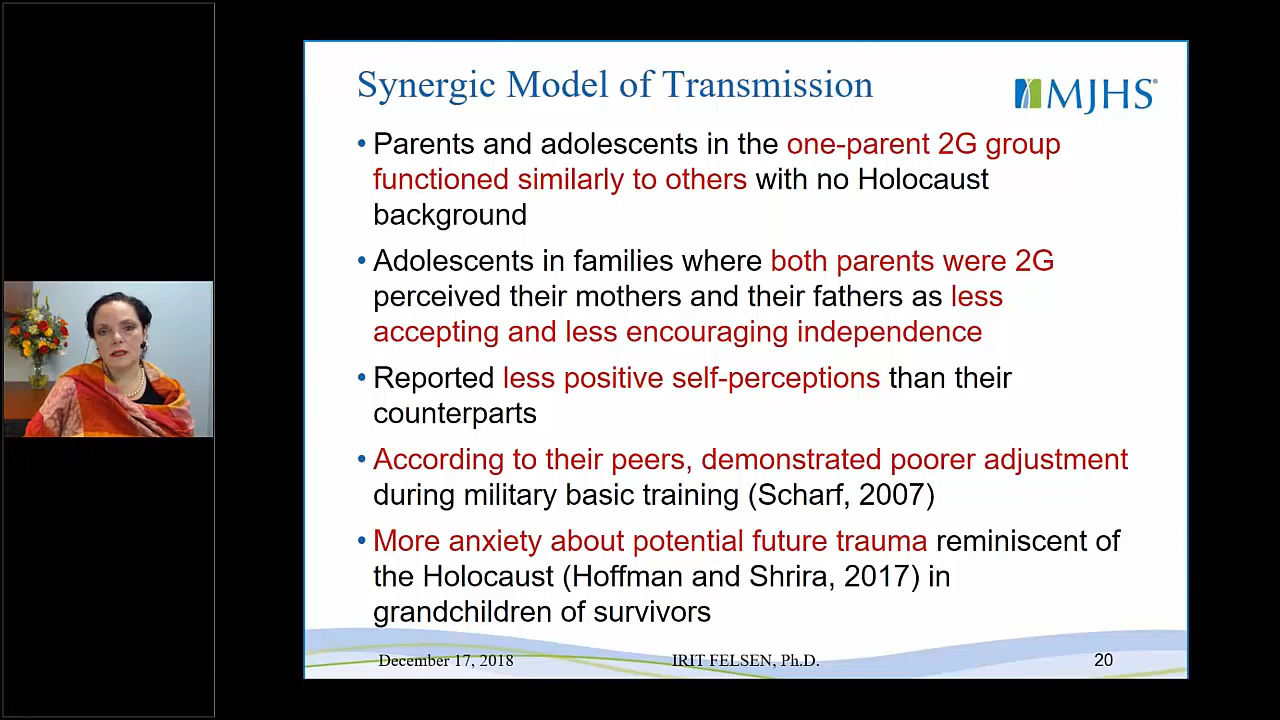 Synergic Model of Transmission
MJHS
• Parents and adolescents in the one-parent 2G group
functioned similarly to others with no Holocaust
background
• Adolescents in families where both parents were 2G
perceived their mothers and their fathers as less
accepting and less encouraging independence
• Reported less positive self-perceptions than their
counterparts
• According to their peers, demonstrated poorer adjustment
during military basic training (Scharf, 2007)
• More anxiety about potential future trauma reminiscent of
the Holocaust (Hoffman and Shrira, 2017) in
grandchildren of survivors
December 17, 2018 IRIT FELSEN, Ph.D. 20